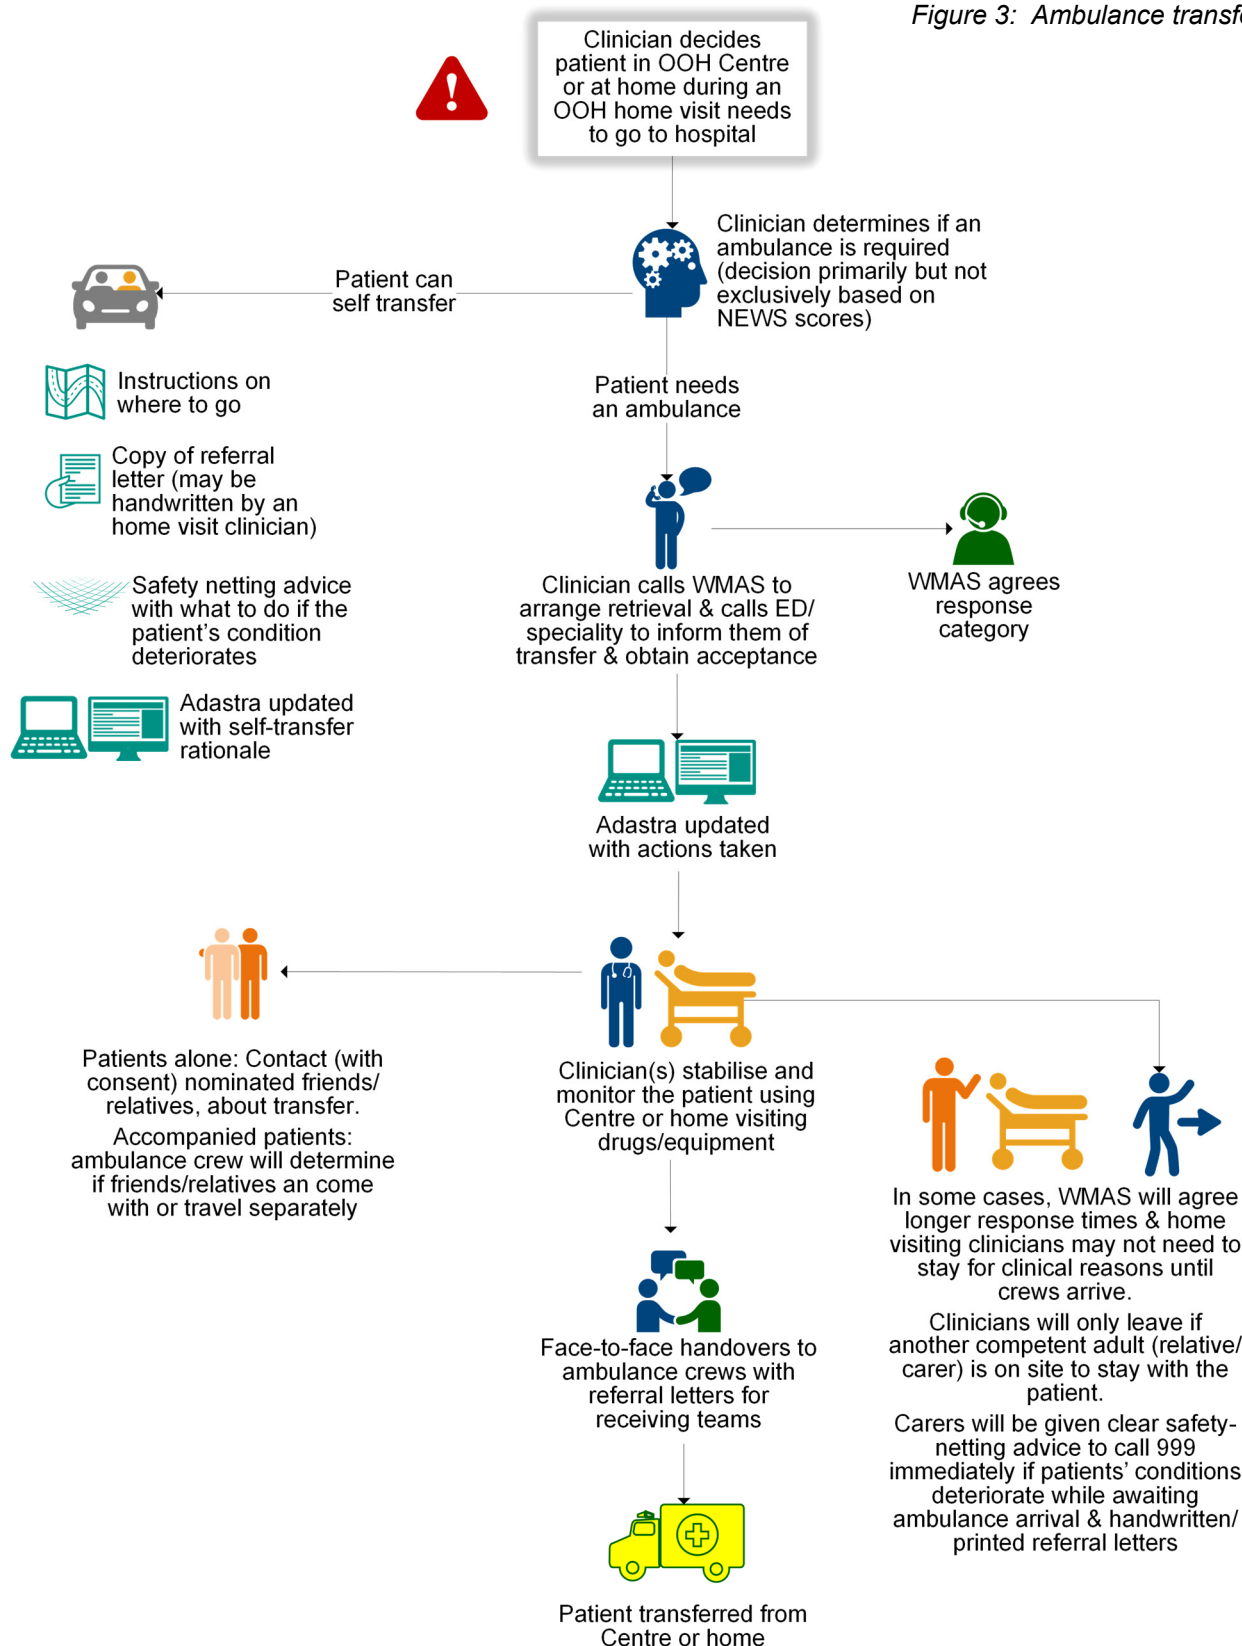 Figure 3:  Ambulance
Clinician decides
patient in OOH Centre
or at home during an
OOH home visit needs
to go to hospital
Clinician determines if an
ambulance is required
(decision primarily but not
exclusively based on
NEWS scores)
Patient can
self transfer
Instructions on
where to go
Copy of referral
letter (may be
handwritten by an
home visit clinician)
Safety netting advice
with what to do if the
patient’s condition
deteriorates
Adastra updated
with self-transfer
rationale
Patient needs
an ambulance
Clinician calls WMAS to
arrange retrieval & calls ED/
speciality to inform them of
transfer & obtain acceptance
WMAS agrees
response
category
Adastra updated
with actions taken
Patients alone: Contact (with
consent) nominated friends/
relatives, about transfer.
Accompanied patients:
ambulance crew will determine
if friends/relatives an come
with or travel separately
Clinician(s) stabilise and
monitor the patient using
Centre or home visiting
drugs/equipment
In some cases, WMAS will agree
longer response times & home
visiting clinicians may not need to
stay for clinical reasons until
crews arrive.
Clinicians will only leave if
another competent adult (relative/
carer) is on site to stay with the
patient.
Carers will be given clear safety-
netting advice to call 999
immediately if patients’ conditions
deteriorate while awaiting
ambulance arrival & handwritten/
printed referral letters
Face-to-face handovers to
ambulance crews with
referral letters for
receiving teams
Patient transferred from
Centre or home